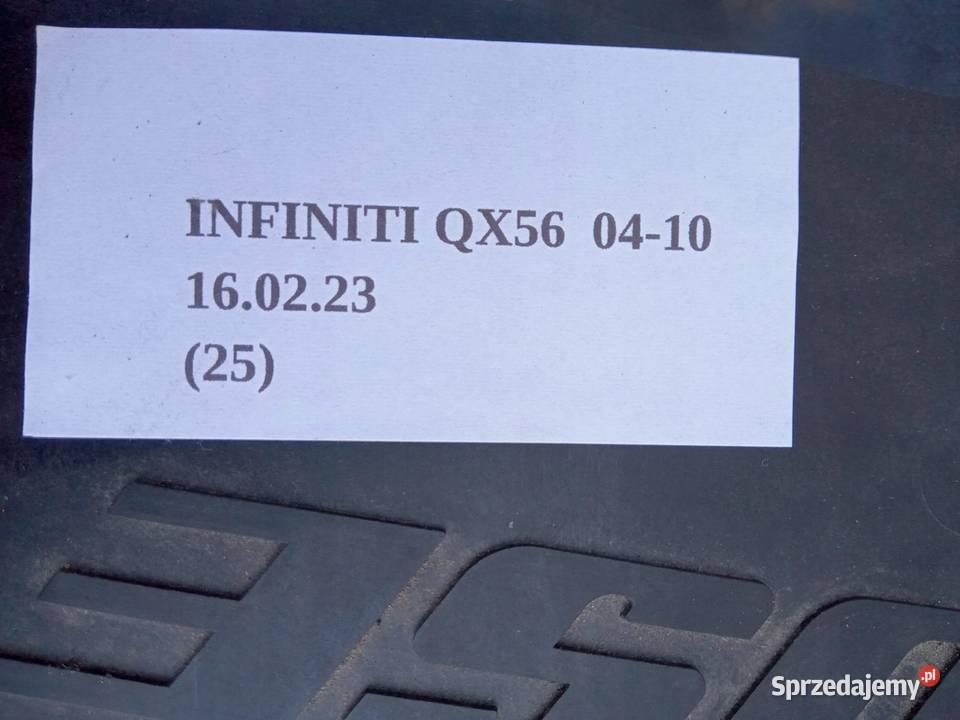 INFINITI QX56 04-10
16.02.23
(25)
Sprzedajemy.pl